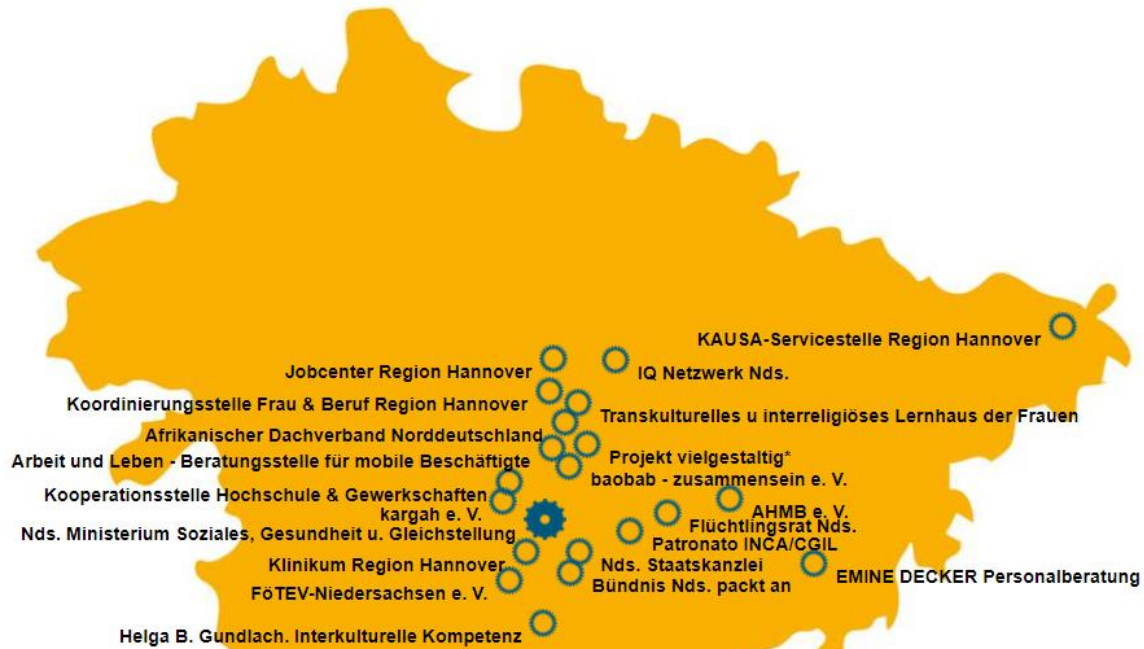 KAUSA-Servicestelle Region Hannover
Jobcenter Region Hannover
IQ Netzwerk Nds.
Koordinierungsstelle Frau & Beruf Region Hannover
Transkulturelles u interreligiöses Lernhaus der Frauen
Afrikanischer Dachverband Norddeutschland
Projekt vielgestaltig*
Arbeit und Leben - Beratungsstelle für mobile Beschäftigte
baobab - zusammensein e. V.
Kooperationsstelle Hochschule & Gewerkschaften
kargah e. V.
AHMB e. V.
Flüchtlingsrat Nds.
Nds. Ministerium Soziales, Gesundheit u. Gleichstellung
Patronato INCA/CGIL
Klinikum Region Hannover
Nds. Staatskanzlei
EMINE DECKER Personalberatung
FöTEV-Niedersachsen e. V.
Bündnis Nds. packt an
Helga B. Gundlach. Interkulturelle Kompetenz